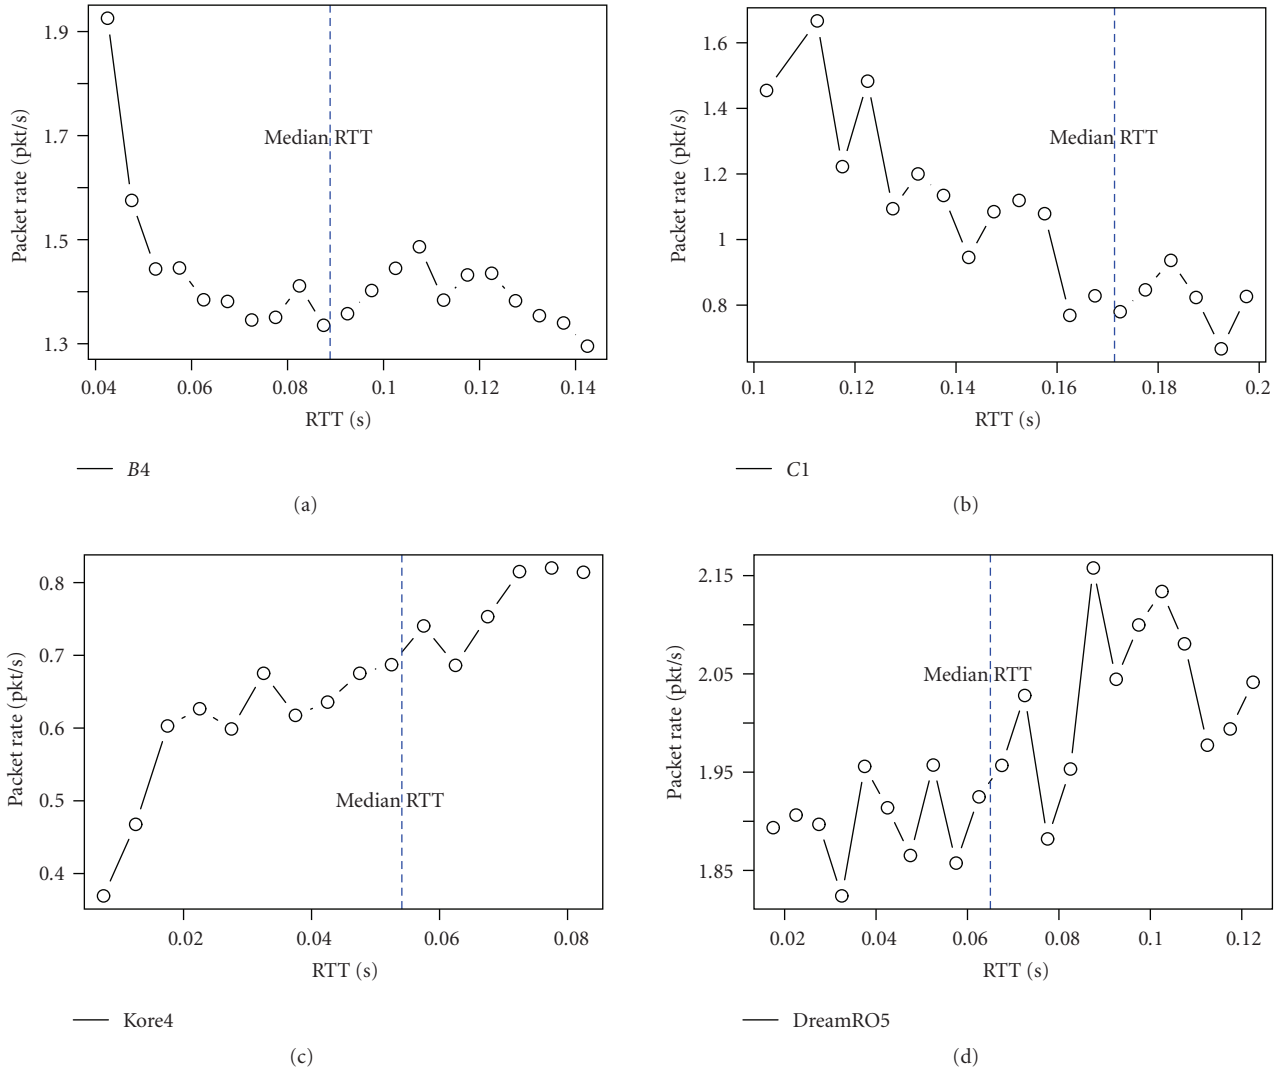 1.9
1.7
1.5
1.3
Packet rate (pkt/s)
Median RTT
0.04 0.06 0.08 0.1 0.12 0.14
RTT (s)
B4
(a)
1.6
1.4
1.2
1
0.8
Packet rate (pkt/s)
Median RTT
0.1 0.12 0.14 0.16 0.18 0.2
RTT (s)
C1
(b)
0.8
0.7
0.6
0.5
0.4
Packet rate (pkt/s)
Median RTT
0.02 0.04 0.06 0.08
RTT (s)
Kore4
(c)
2.15
2.05
1.95
1.85
Packet rate (pkt/s)
Median RTT
0.02 0.04 0.06 0.08 0.1 0.12
RTT (s)
DreamRO5
(d)